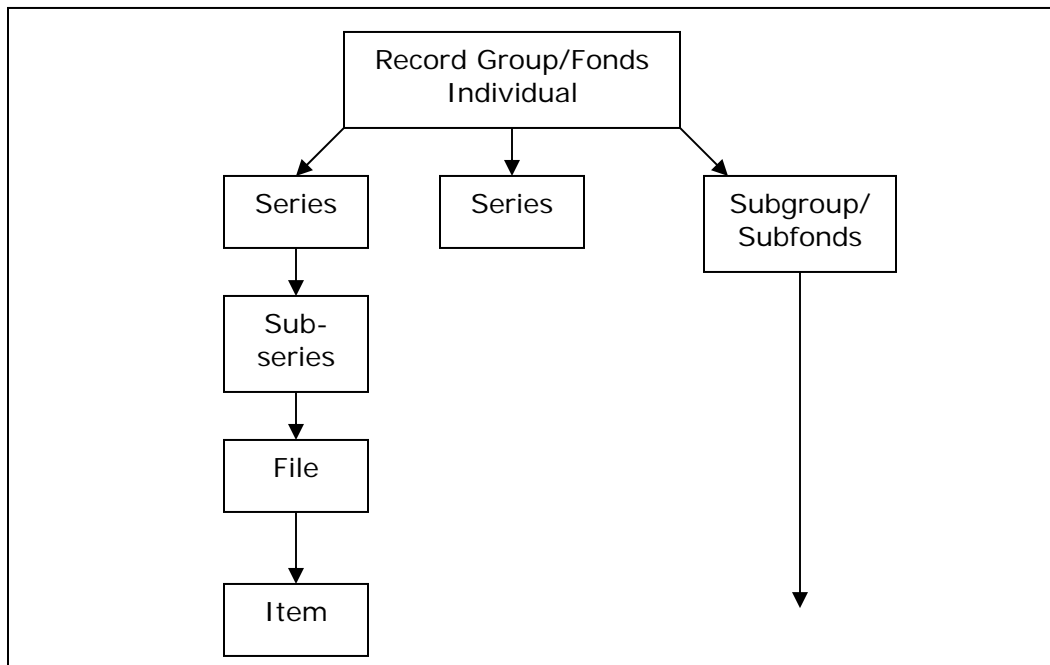 Record Group/Fonds
Individual
Series
Series
Subgroup/
Subfonds
Sub-
series
File
Item